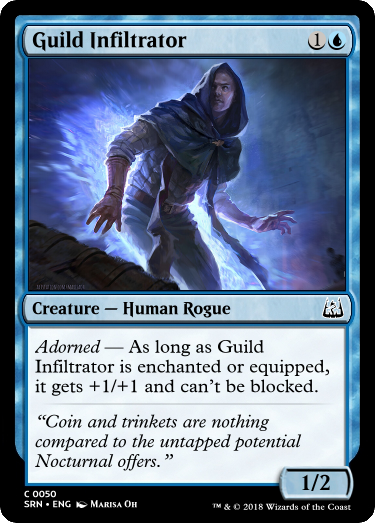 Guild Infiltrator 1
Creature — Human Rogue
Adorned — As long as Guild
Infiltrator is enchanted or equipped,
it gets +1/+1 and can't be blocked.
“Coin and trinkets are nothing
compared to the untapped potential
Nocturnal offers.”
1/2
C 0050
SRN • ENG Marisa Oh
™ & © 2018 Wizards of the Coast